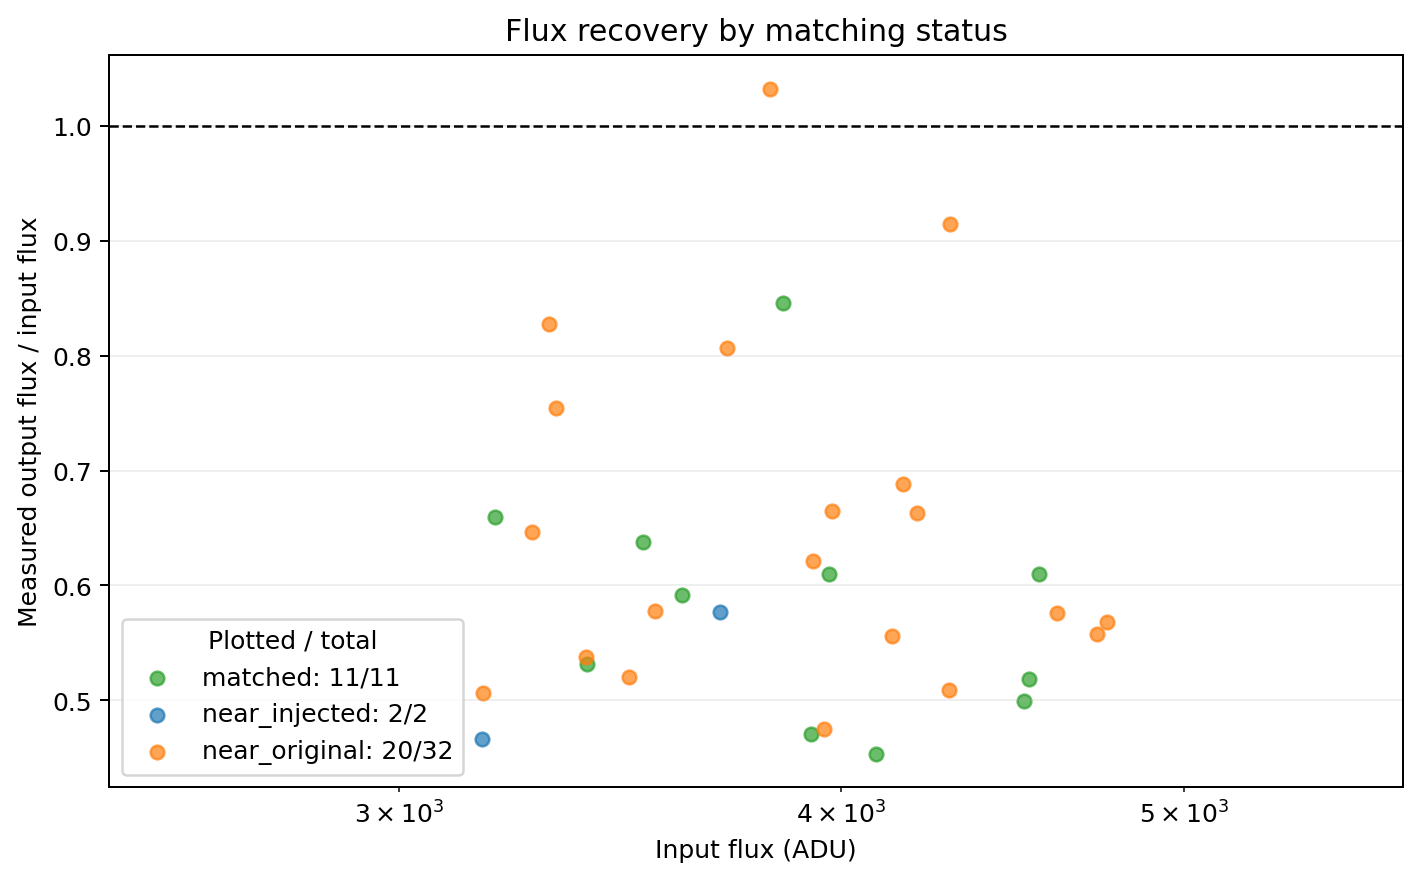 Flux recovery by matching status
Measured output flux / input flux
1.0
0.9
0.8
0.7
0.6
0.5
Plotted / total
matched: 11/11
near_injected: 2/2
near_original: 20/32
3 × 10³
4 × 10³
5 × 10³
Input flux (ADU)